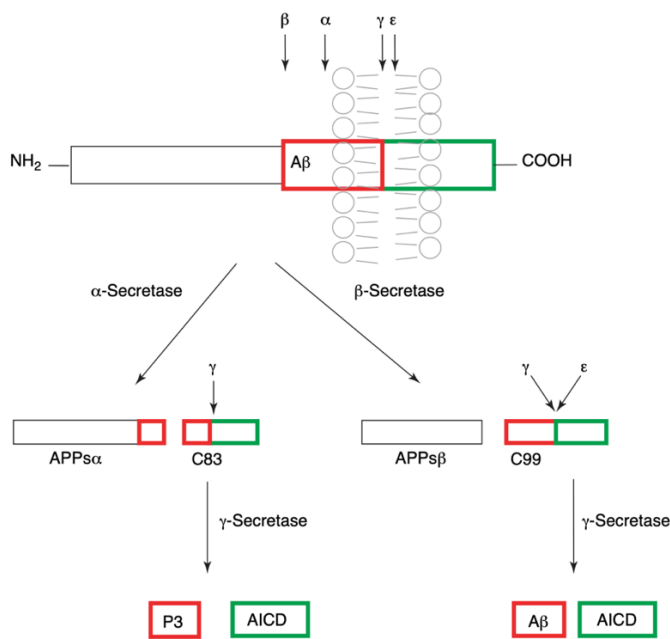 β α γ ε
NH2 Aβ COOH
α-Secretase β-Secretase
γ γ ε
APPsα C83 APPsβ C99
γ-Secretase γ-Secretase
P3 AICD Aβ AICD